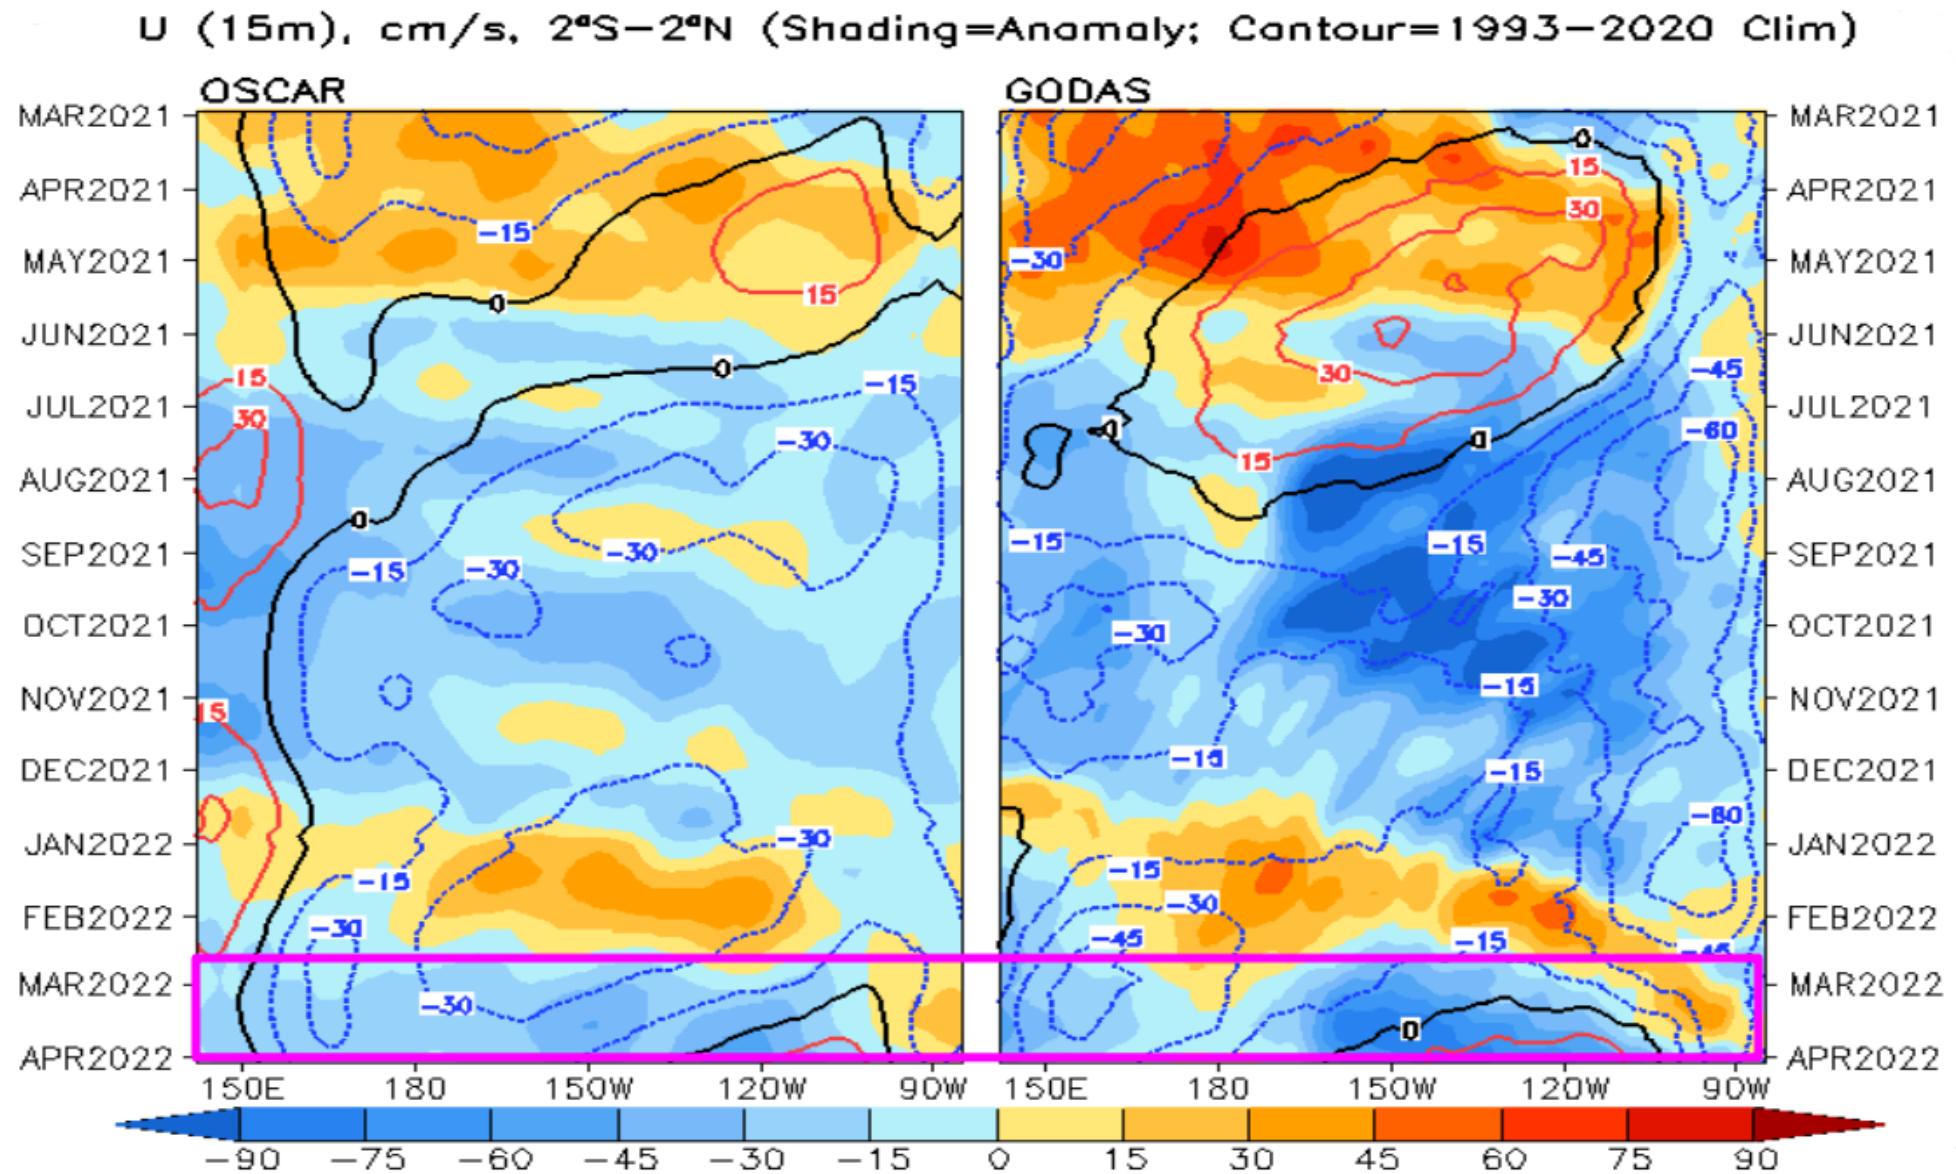 U (15m), cm/s, 2ºS-2ºN (Shading=Anomaly; Contour=1993-2020 Clim)
OSCAR GODAS
MAR2021 MAR2021
0
15
APR2021 APR2021
30
-15
MAY2021 -30 MAY2021
15
0
JUN2021 JUN2021
0 -45
15 -15 30
JUL2021 JUL2021
30 -30 0 0 -60
15
AUG2021 AUG2021
0
-15 -15
SEP2021 -30 -45 SEP2021
-15 -30
-30
OCT2021 -30 OCT2021
-15
NOV2021 NOV2021
15
-15
DEC2021 -15 DEC2021
-60
JAN2022 -30 JAN2022
-15 -15
-30
FEB2022 FEB2022
-30 -45 -15
-45
MAR2022 MAR2022
-30
0
APR2022 APR2022
150E 180 150W 120W 90W 150E 180 150W 120W 90W
-90 -75 -60 -45 -30 -15 0 15 30 45 60 75 90